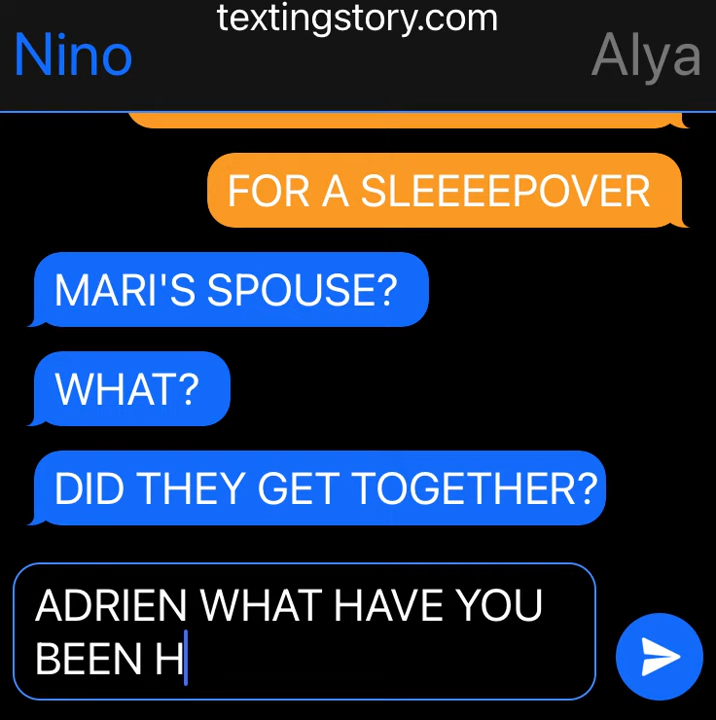 textingstory.com
Nino
Alya
FOR A SLEEEEPOVER
MARI'S SPOUSE?
WHAT?
DID THEY GET TOGETHER?
ADRIEN WHAT HAVE YOU
BEEN H